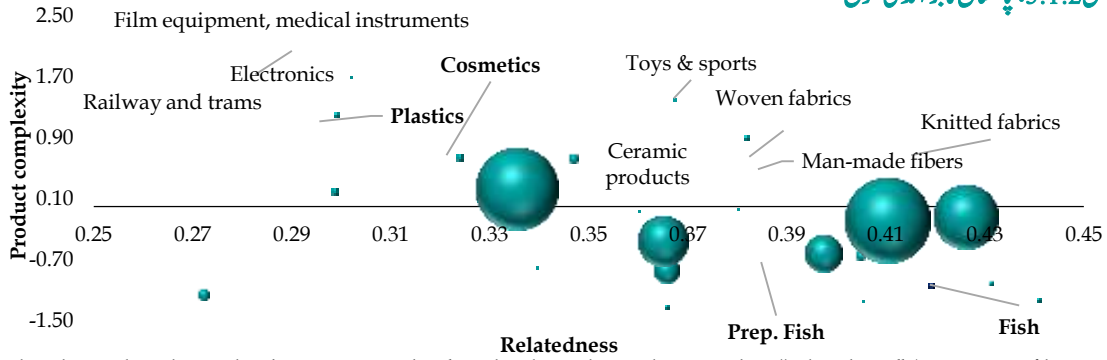 2.50
Film equipment, medical instruments
1.70
Electronics
Cosmetics
Toys & sports
Railway and trams
Plastics
Woven fabrics
0.90
Knitted fabrics
Ceramic
products
Man-made fibers
0.10
0.25 0.27 0.29 0.31 0.33 0.35 0.37 0.39 0.41 0.43 0.45
-0.70
-1.50
Prep. Fish
Fish
Product complexity
Relatedness